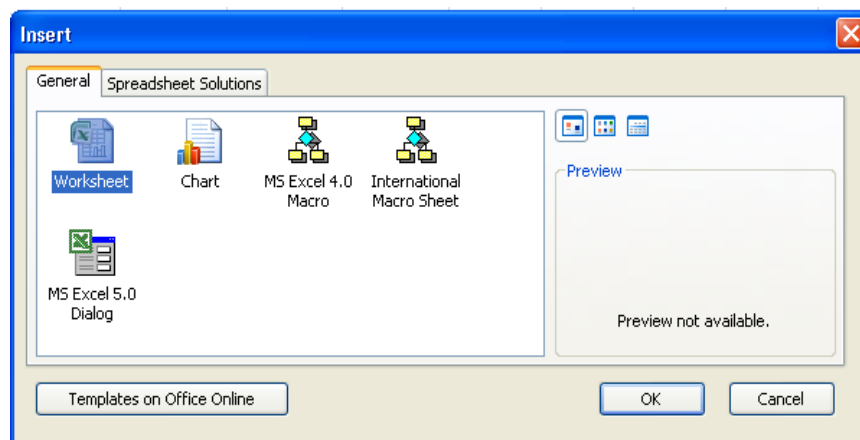 Insert
General
Spreadsheet Solutions
Worksheet
Chart
MS Excel 4.0
Macro
International
Macro Sheet
MS Excel 5.0
Dialog
Preview
Preview not available.
Templates on Office Online
OK
Cancel